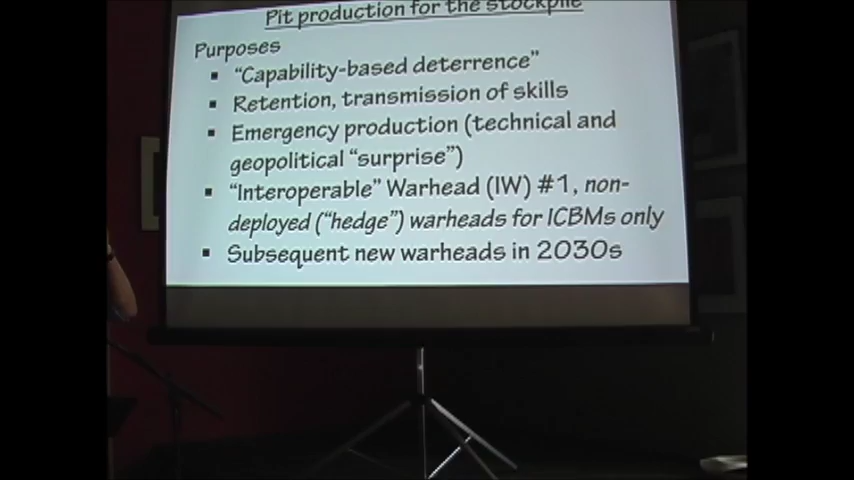 Pit production for the stockpile
Purposes
▪ “Capability-based deterrence”
▪ Retention, transmission of skills
▪ Emergency production (technical and
geopolitical “surprise”)
▪ “Interoperable” Warhead (IW) #1, non-
deployed (“hedge”) warheads for ICBMs only
▪ Subsequent new warheads in 2030s